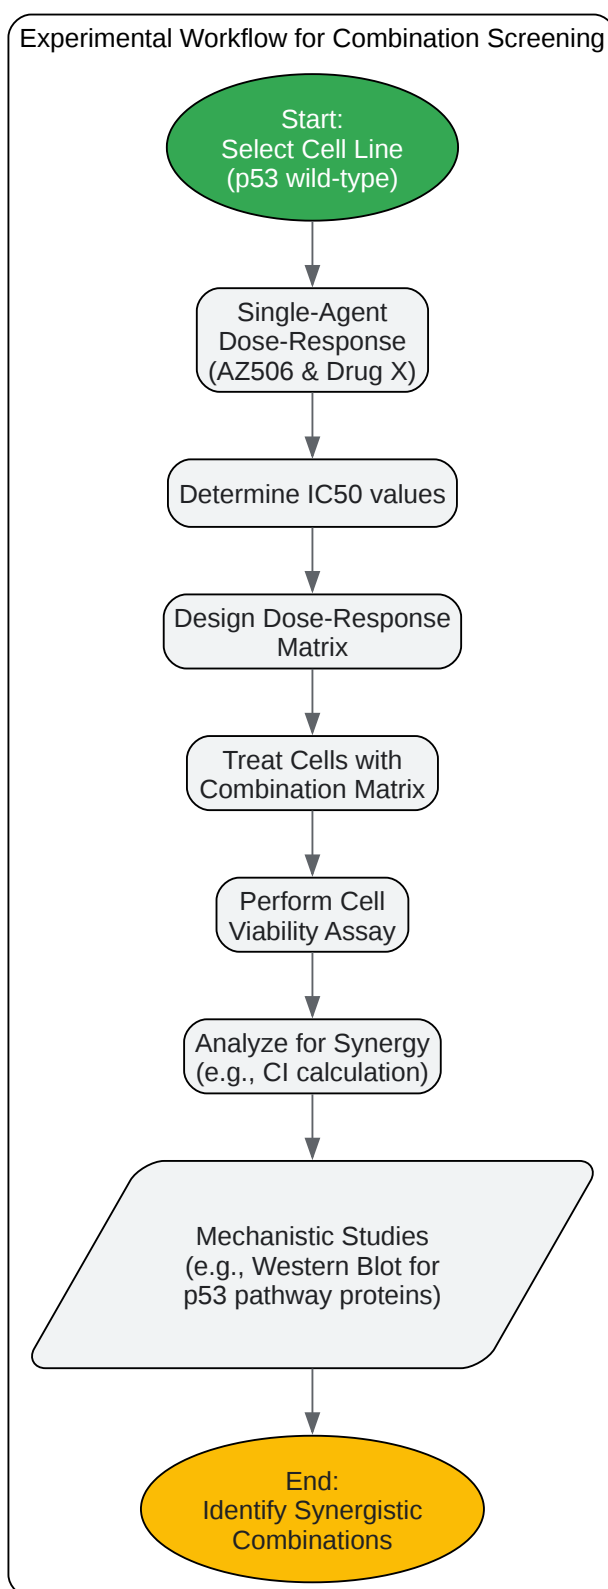 Experimental Workflow for Combination Screening
Start:
Select Cell Line
(p53 wild-type)
Single-Agent
Dose-Response
(AZ506 & Drug X)
Determine IC50 values
Design Dose-Response
Matrix
Treat Cells with
Combination Matrix
Perform Cell
Viability Assay
Analyze for Synergy
(e.g., CI calculation)
Mechanistic Studies
(e.g., Western Blot for
p53 pathway proteins)
End:
Identify Synergistic
Combinations